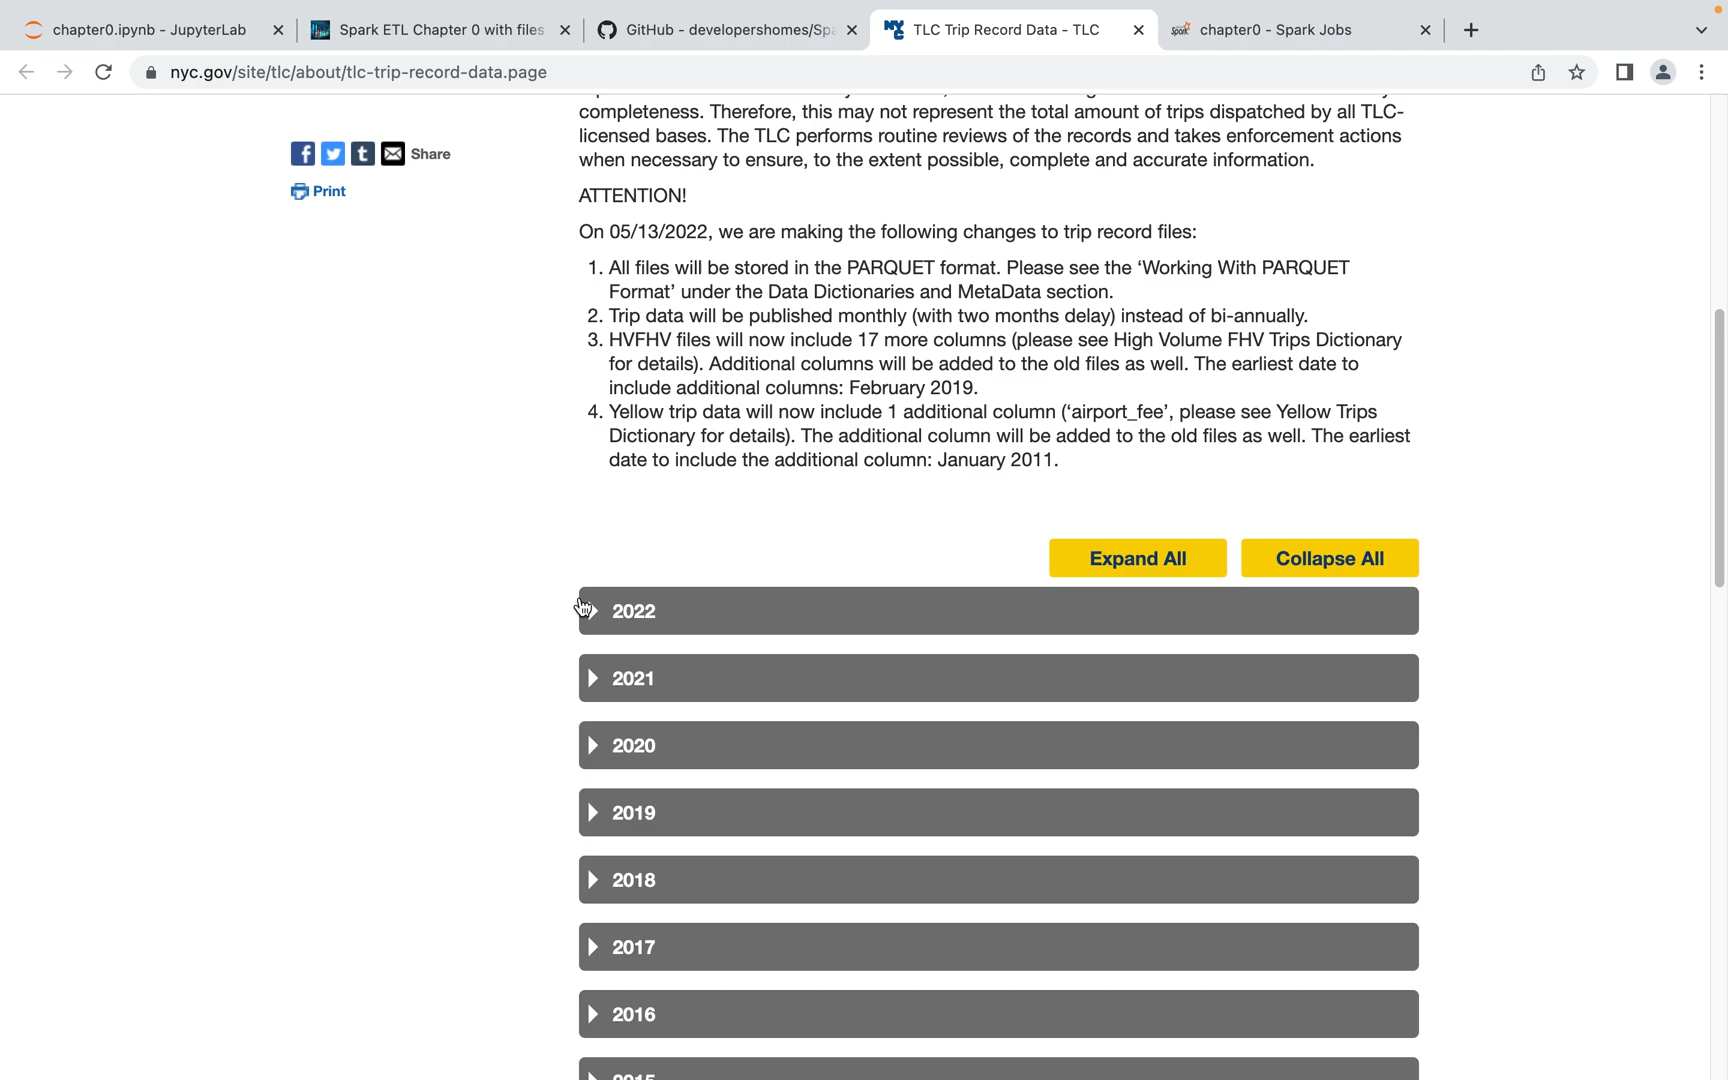 chapter0.ipynb - JupyterLab
Spark ETL Chapter 0 with files
GitHub - developershomes/Spa
TLC Trip Record Data - TLC
chapter0 - Spark Jobs
nyc.gov/site/tlc/about/tlc-trip-record-data.page
completeness. Therefore, this may not represent the total amount of trips dispatched by all TLC-
licensed bases. The TLC performs routine reviews of the records and takes enforcement actions
when necessary to ensure, to the extent possible, complete and accurate information.
Share
Print
ATTENTION!
On 05/13/2022, we are making the following changes to trip record files:
1. All files will be stored in the PARQUET format. Please see the ‘Working With PARQUET
Format’ under the Data Dictionaries and MetaData section.
2. Trip data will be published monthly (with two months delay) instead of bi-annually.
3. HVFHV files will now include 17 more columns (please see High Volume FHV Trips Dictionary
for details). Additional columns will be added to the old files as well. The earliest date to
include additional columns: February 2019.
4. Yellow trip data will now include 1 additional column (‘airport_fee’, please see Yellow Trips
Dictionary for details). The additional column will be added to the old files as well. The earliest
date to include the additional column: January 2011.
Expand All
Collapse All
2022
2021
2020
2019
2018
2017
2016
2015